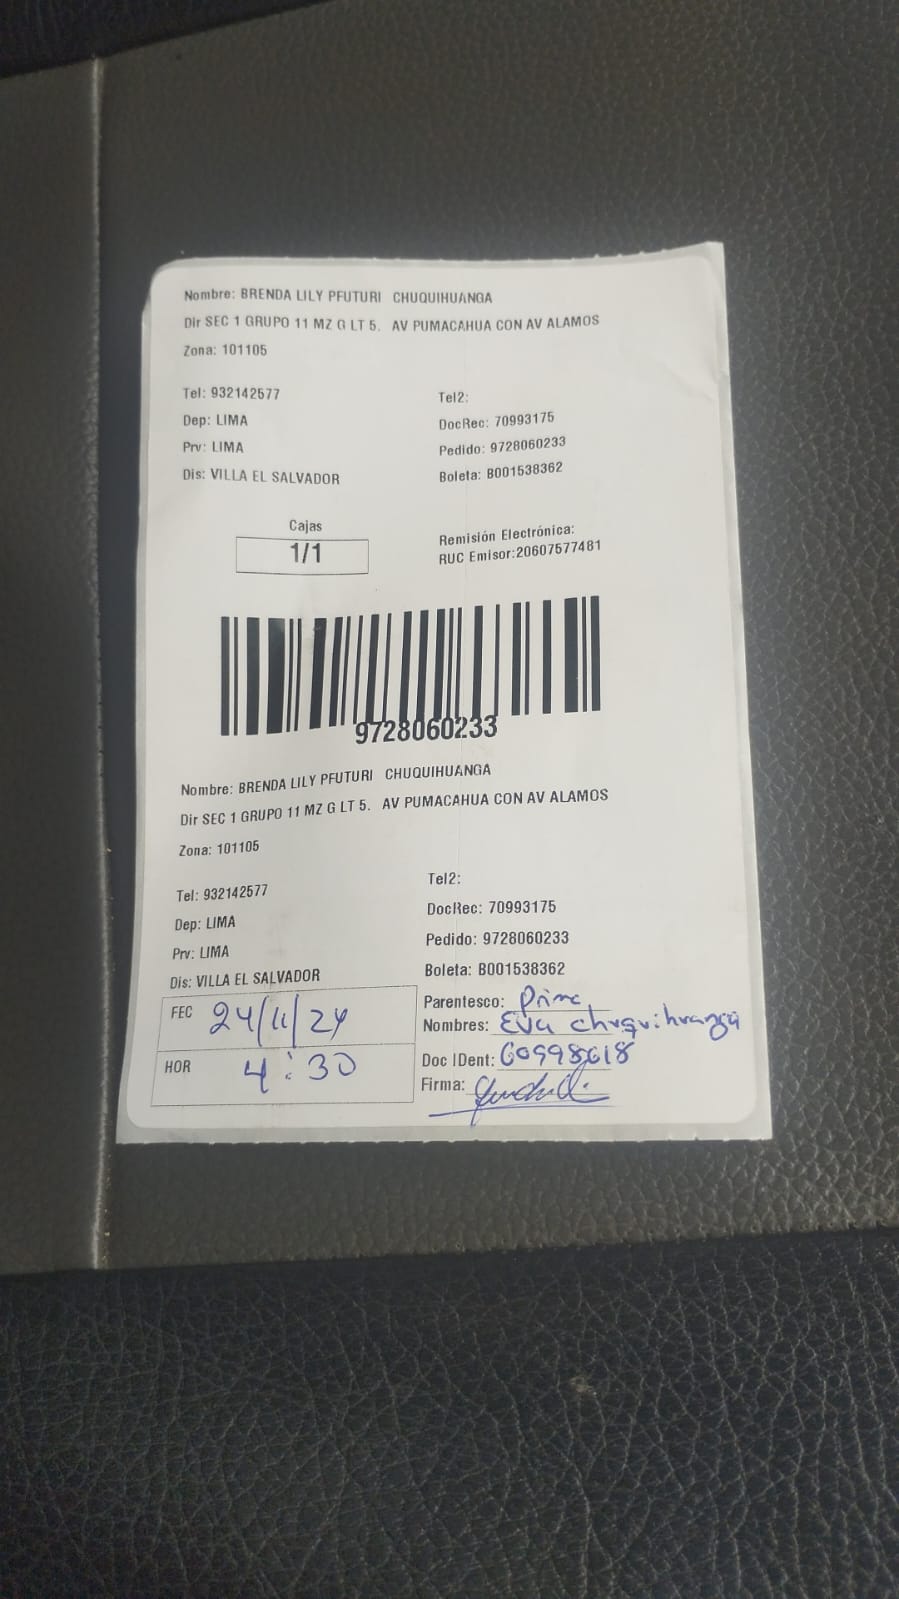 Nombre: BRENDA LILY PFUTURI CHUQUIHUANGA
Dir SEC 1 GRUPO 11 MZ G LT 5. AV PUMACAHUA CON AV ALAMOS
Zona: 101105
Tel: 932142577 Tel2:
Dep: LIMA DocRec: 70993175
Prv: LIMA Pedido: 9728060233
Dis: VILLA EL SALVADOR Boleta: B001538362
Cajas
1/1
Remisión Electrónica:
RUC Emisor:20607577481
9728060233
Nombre: BRENDA LILY PFUTURI CHUQUIHUANGA
Dir SEC 1 GRUPO 11 MZ G LT 5. AV PUMACAHUA CON AV ALAMOS
Zona: 101105
Tel: 932142577 Tel2:
Dep: LIMA DocRec: 70993175
Prv: LIMA Pedido: 9728060233
Dis: VILLA EL SALVADOR Boleta: B001538362
FEC 24/11/24
HOR 4:30
Parentesco: Prima
Nombres: Eva chuquihuanga
Doc IDent:
Firma: